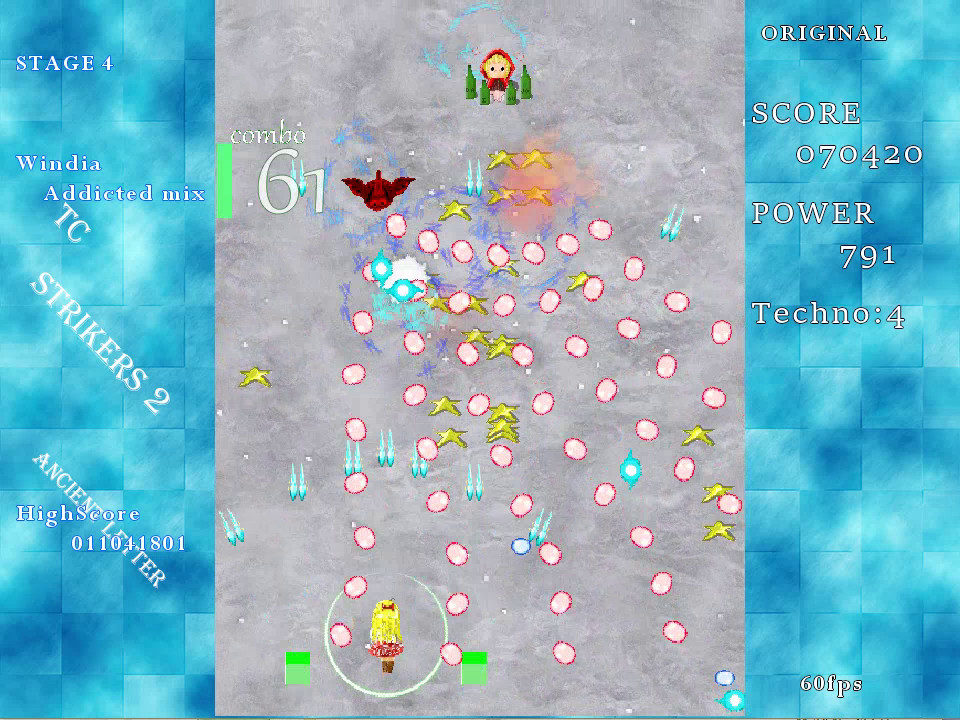 STAGE 4
Windia
Addicted mix
TC
STRIKERS 2
ANCIENT LETTER
HighScore
011041801
combo
61
ORIGINAL
SCORE
070420
POWER
791
Techno:4
60fps